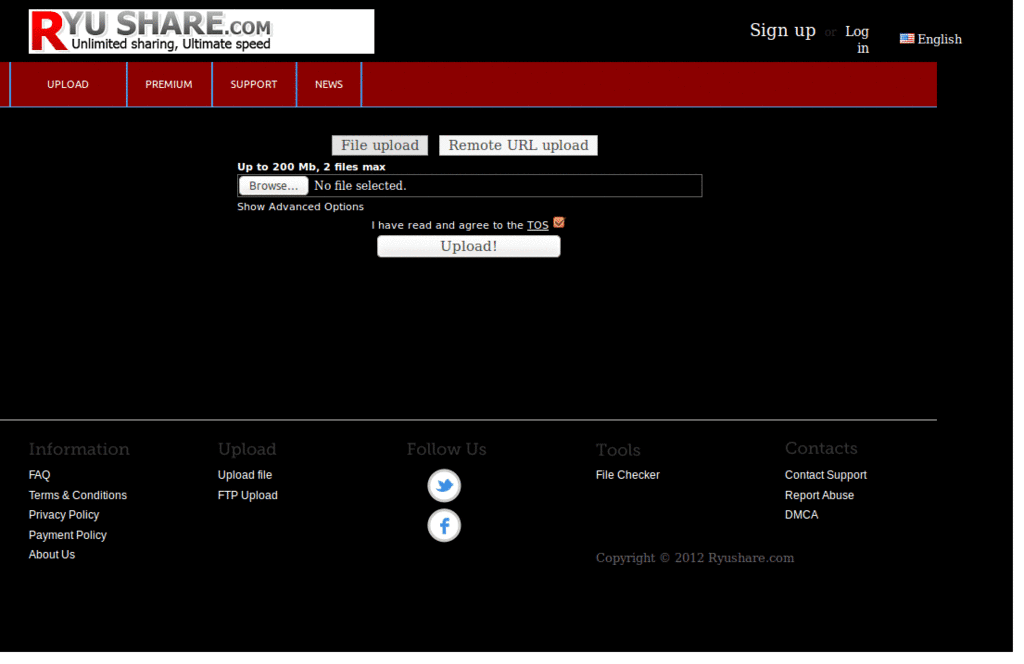 RYU SHARE.COM
Unlimited sharing, Ultimate speed
Sign up or Log in
English
UPLOAD PREMIUM SUPPORT NEWS
File upload Remote URL upload
Up to 200 Mb, 2 files max
Browse... No file selected.
Show Advanced Options
I have read and agree to the TOS
Upload!
Information
FAQ
Terms & Conditions
Privacy Policy
Payment Policy
About Us
Upload
Upload file
FTP Upload
Follow Us
Tools
File Checker
Contacts
Contact Support
Report Abuse
DMCA
Copyright © 2012 Ryushare.com